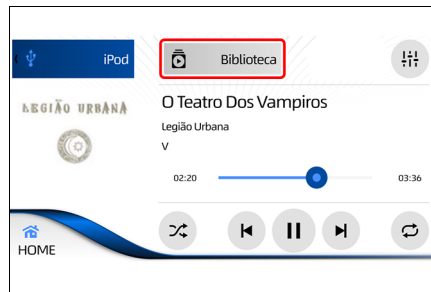 iPod
Biblioteca
LEGIÃO URBANA
O Teatro Dos Vampiros
Legião Urbana
V
02:20
03:36
HOME